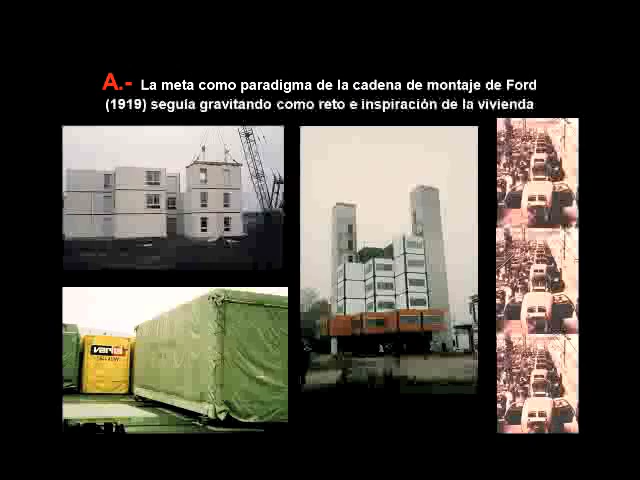 A.- La meta como paradigma de la cadena de montaje de Ford
(1919) seguía gravitando como reto e inspiración de la vivienda